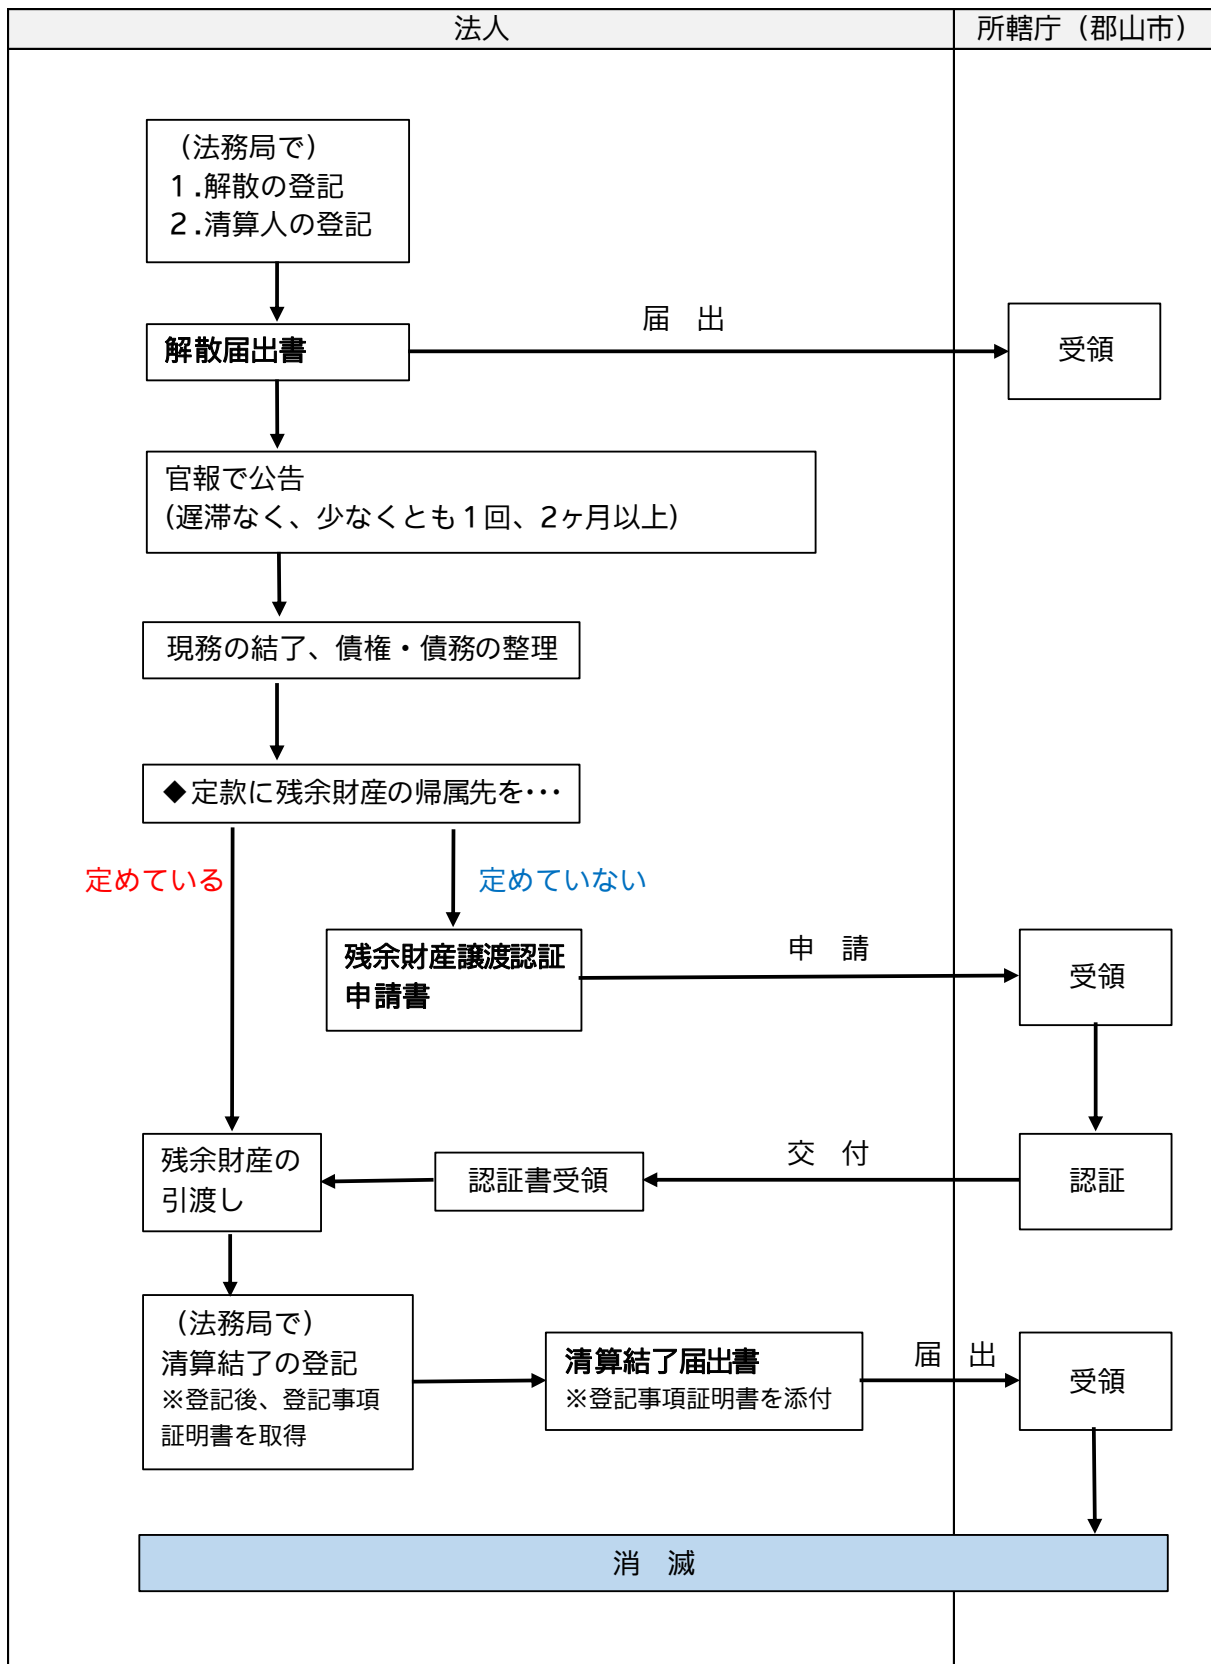 法人
所轄庁（郡山市）
（法務局で）
１.解散の登記
２.清算人の登記
届　出
解散届出書
受領
官報で公告
(遅滞なく、少なくとも１回、2ヶ月以上)
現務の結了、債権・債務の整理
◆定款に残余財産の帰属先を･･･
定めている
定めていない
残余財産譲渡認証
申請書
申　請
受領
残余財産の
引渡し
認証書受領
交　付
認証
（法務局で）
清算結了の登記
※登記後、登記事項
証明書を取得
清算結了届出書
※登記事項証明書を添付
届　出
受領
消　滅